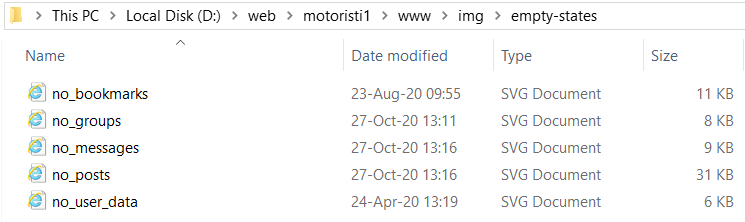 This PC > Local Disk (D:) > web > motoristi1 > www > img > empty-states
Name Date modified Type Size
no_bookmarks 23-Aug-20 09:55 SVG Document 11 KB
no_groups 27-Oct-20 13:11 SVG Document 8 KB
no_messages 27-Oct-20 13:16 SVG Document 9 KB
no_posts 27-Oct-20 13:16 SVG Document 31 KB
no_user_data 24-Apr-20 13:19 SVG Document 6 KB